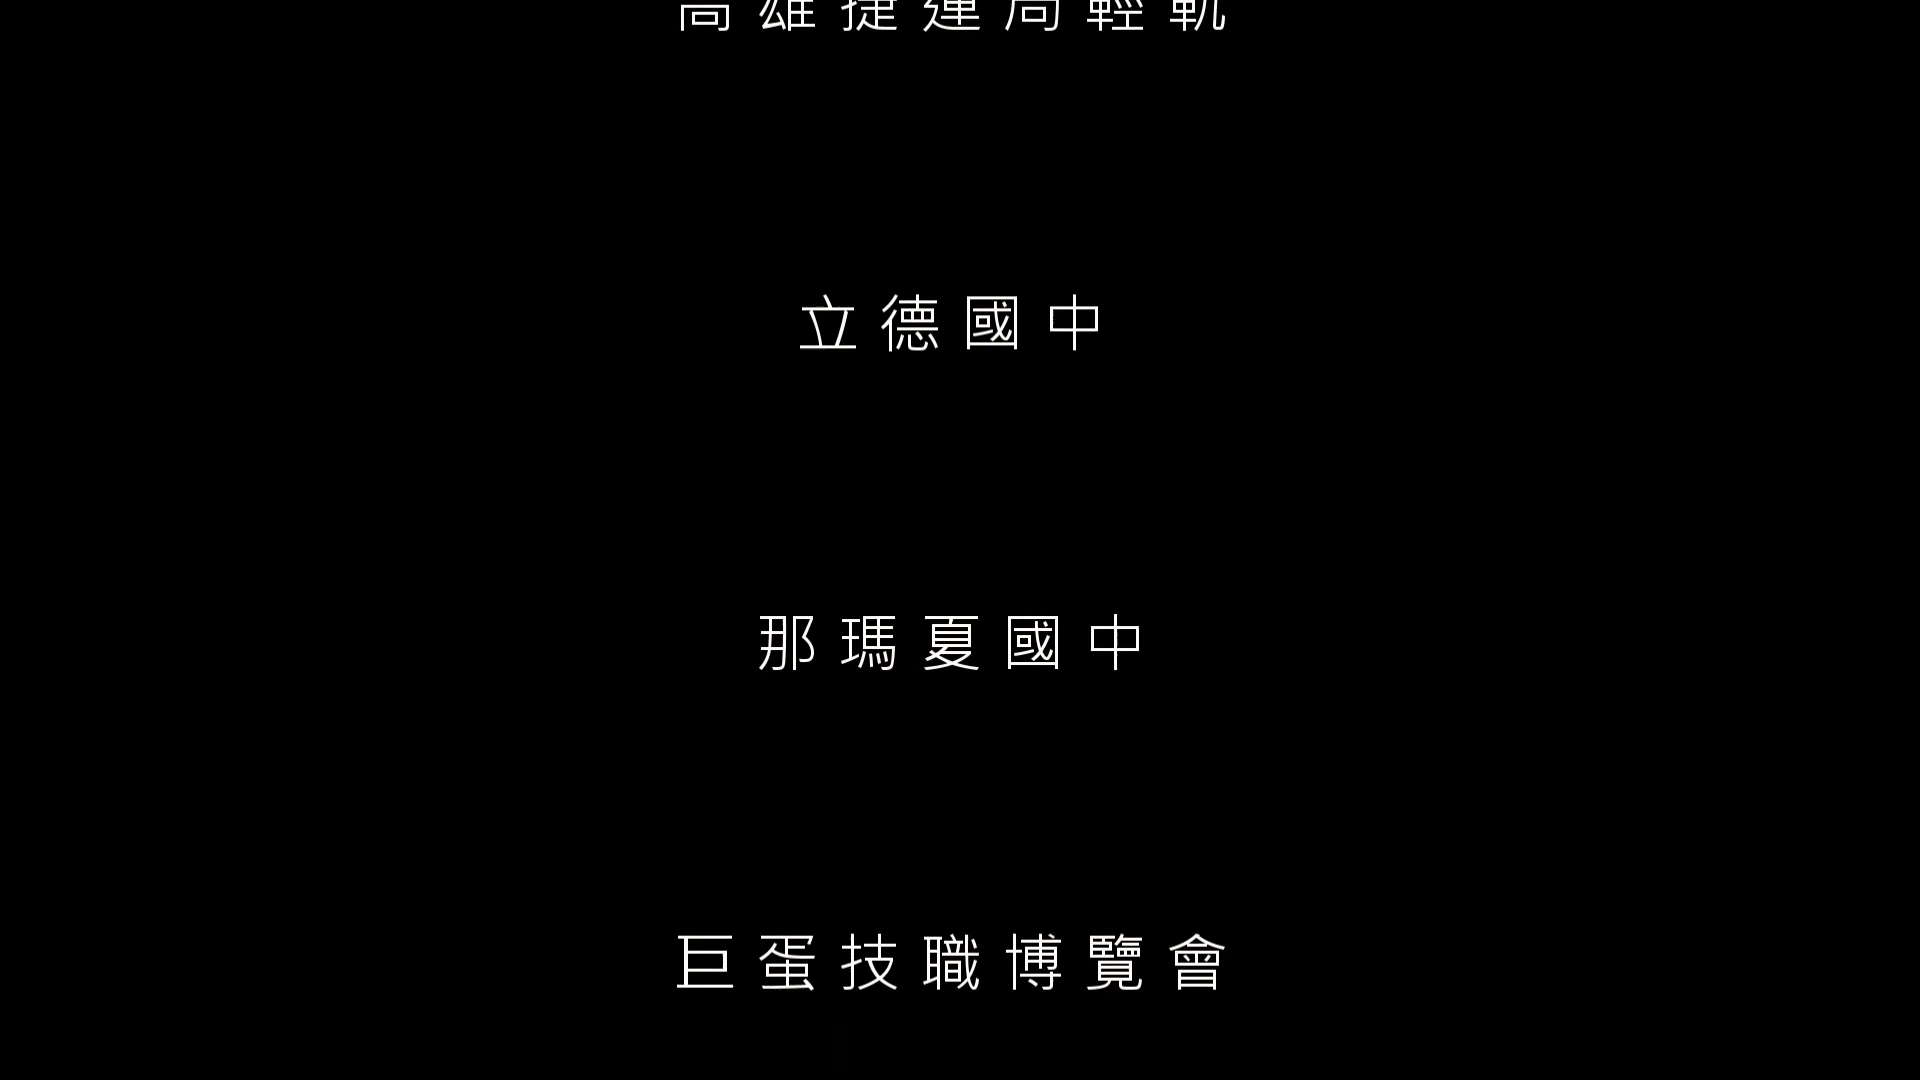 高雄捷運局輕軌
立德國中
那瑪夏國中
巨蛋技職博覽會